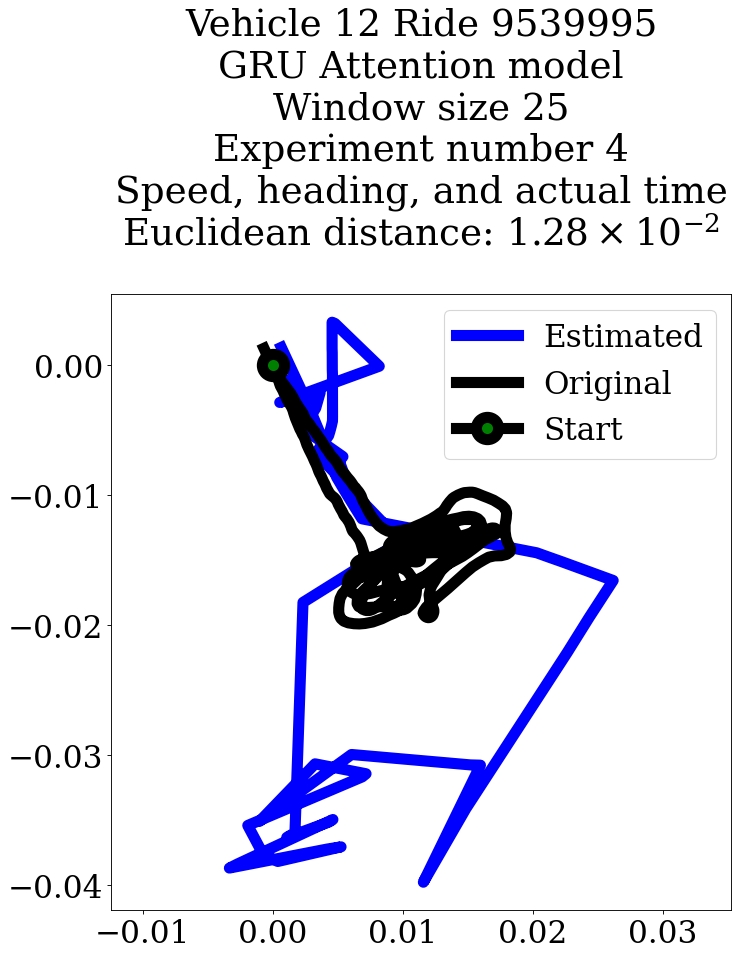 Vehicle 12 Ride 9539995
GRU Attention model
Window size 25
Experiment number 4
Speed, heading, and actual time
Euclidean distance: 1.28 × 10⁻²
Estimated
Original
Start
0.00
−0.01
−0.02
−0.03
−0.04
−0.01 0.00 0.01 0.02 0.03